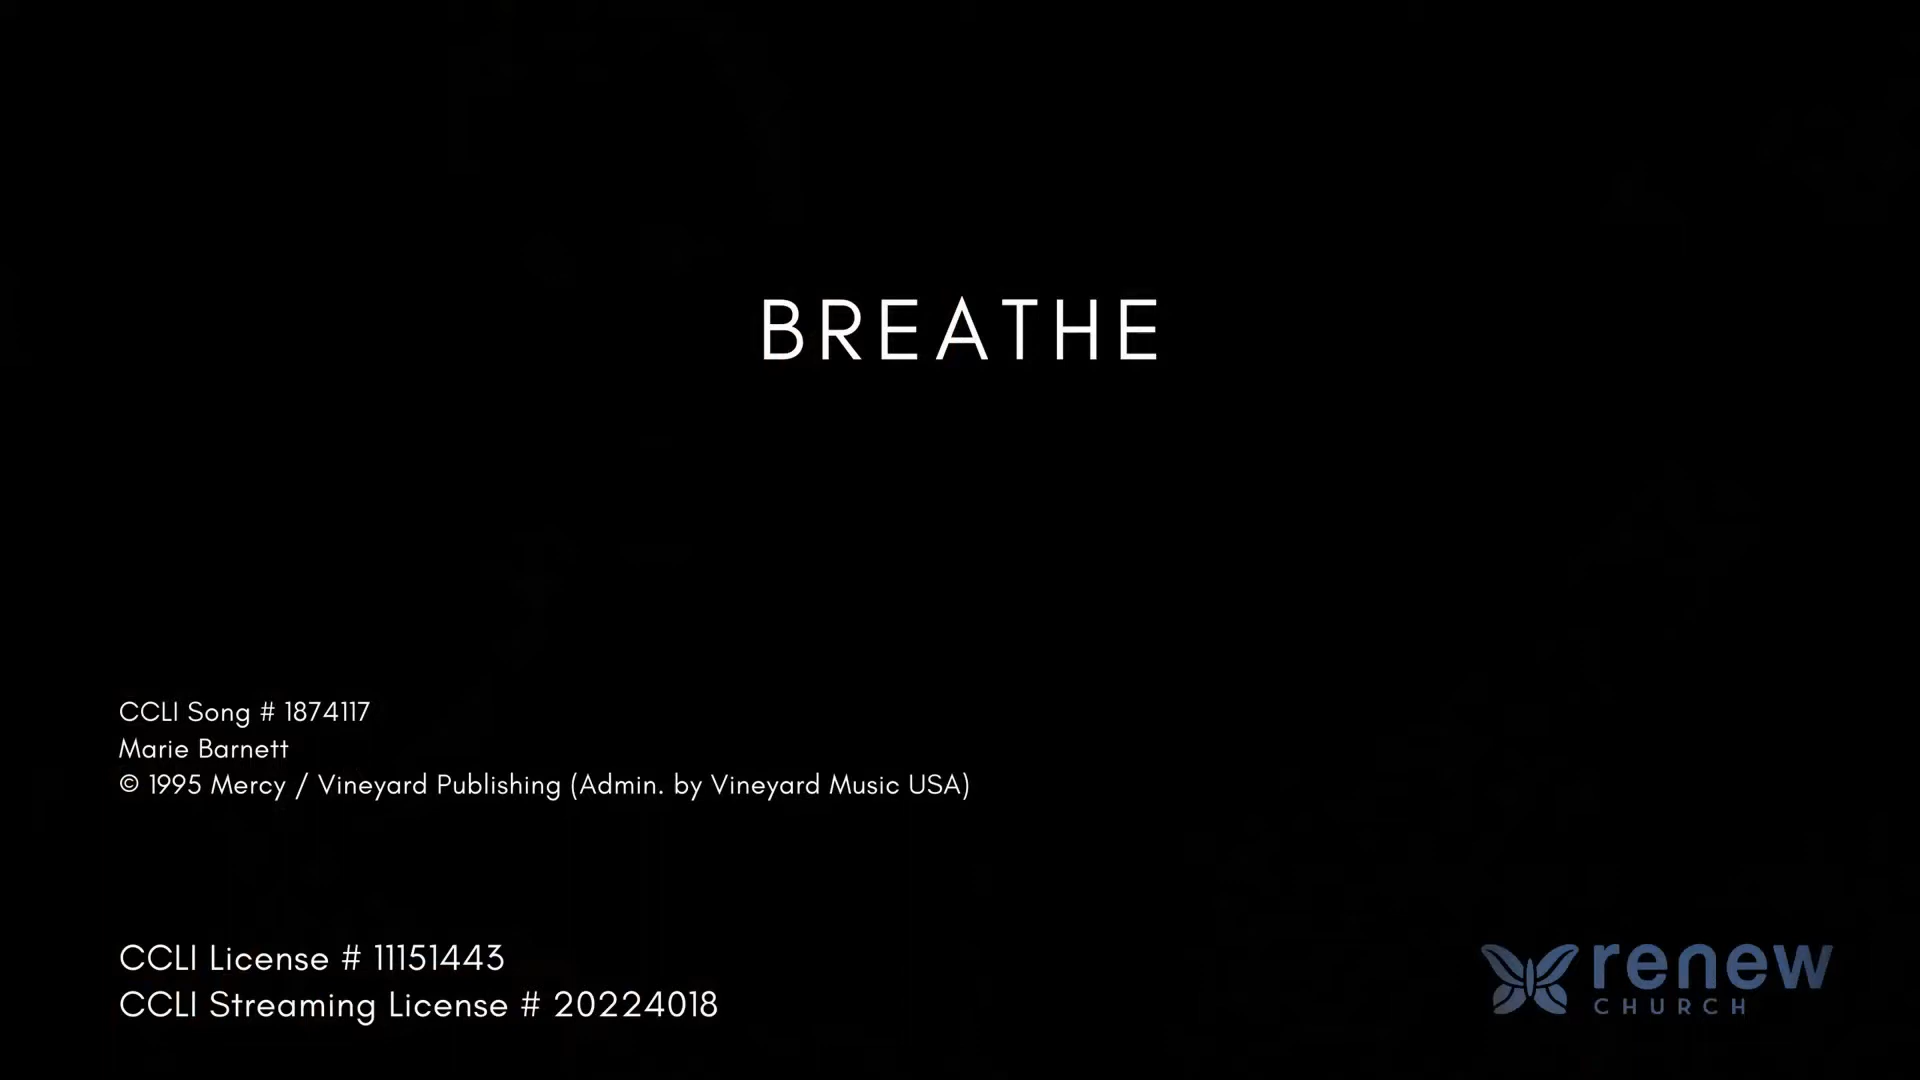 BREATHE
CCLI Song # 1874117
Marie Barnett
© 1995 Mercy / Vineyard Publishing (Admin. by Vineyard Music USA)
CCLI License # 11151443
CCLI Streaming License # 20224018
renew
CHURCH